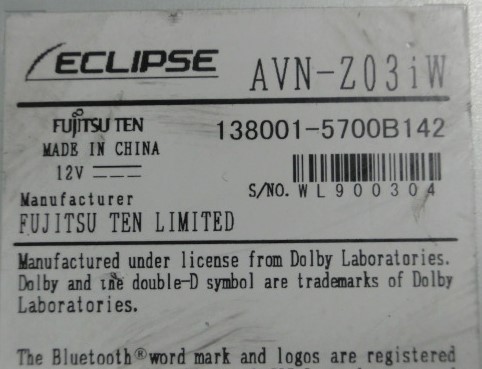 ECLIPSE AVN-Z03iW
FUJITSU TEN 138001-5700B142
MADE IN CHINA
12V
S/NO. WL900304
Manufacturer
FUJITSU TEN LIMITED
Manufactured under license from Dolby Laboratories.
Dolby and the double-D symbol are trademarks of Dolby
Laboratories.
The Bluetooth® word mark and logos are registered